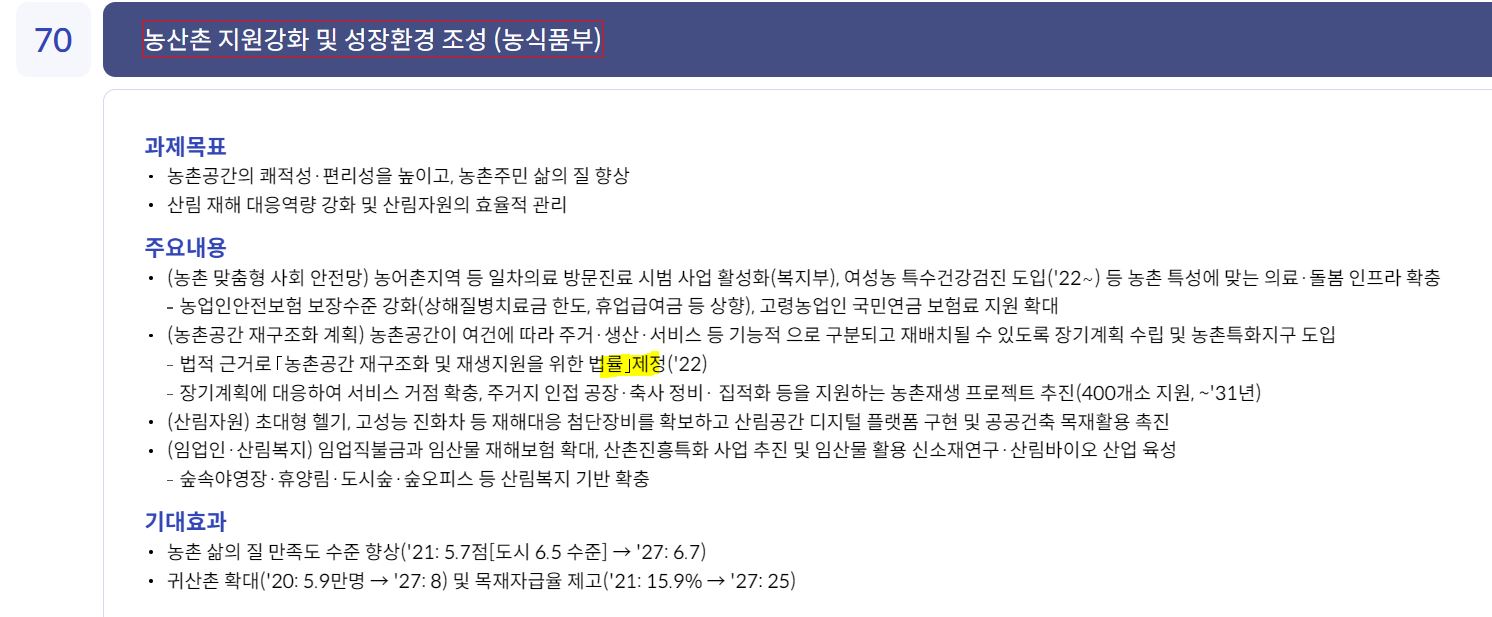 70
농산촌 지원강화 및 성장환경 조성 (농식품부)
과제목표
• 농촌공간의 쾌적성·편리성을 높이고, 농촌주민 삶의 질 향상
• 산림 재해 대응역량 강화 및 산림자원의 효율적 관리
주요내용
• (농촌 맞춤형 사회 안전망) 농어촌지역 등 일차의료 방문진료 시범 사업 활성화(복지부), 여성농 특수건강검진 도입('22~) 등 농촌 특성에 맞는 의료·돌봄 인프라 확충
- 농업인안전보험 보장수준 강화(상해질병치료금 한도, 휴업급여금 등 상향), 고령농업인 국민연금 보험료 지원 확대
• (농촌공간 재구조화 계획) 농촌공간이 여건에 따라 주거·생산·서비스 등 기능적 으로 구분되고 재배치될 수 있도록 장기계획 수립 및 농촌특화지구 도입
- 법적 근거로「농촌공간 재구조화 및 재생지원을 위한 법률」제정('22)
- 장기계획에 대응하여 서비스 거점 확충, 주거지 인접 공장·축사 정비· 집적화 등을 지원하는 농촌재생 프로젝트 추진(400개소 지원, ~'31년)
• (산림자원) 초대형 헬기, 고성능 진화차 등 재해대응 첨단장비를 확보하고 산림공간 디지털 플랫폼 구현 및 공공건축 목재활용 촉진
• (임업인·산림복지) 임업직불금과 임산물 재해보험 확대, 산촌진흥특화 사업 추진 및 임산물 활용 신소재연구·산림바이오 산업 육성
- 숲속야영장·휴양림·도시숲·숲오피스 등 산림복지 기반 확충
기대효과
• 농촌 삶의 질 만족도 수준 향상('21: 5.7점[도시 6.5 수준] → '27: 6.7)
• 귀산촌 확대('20: 5.9만명 → '27: 8) 및 목재자급율 제고('21: 15.9% → '27: 25)